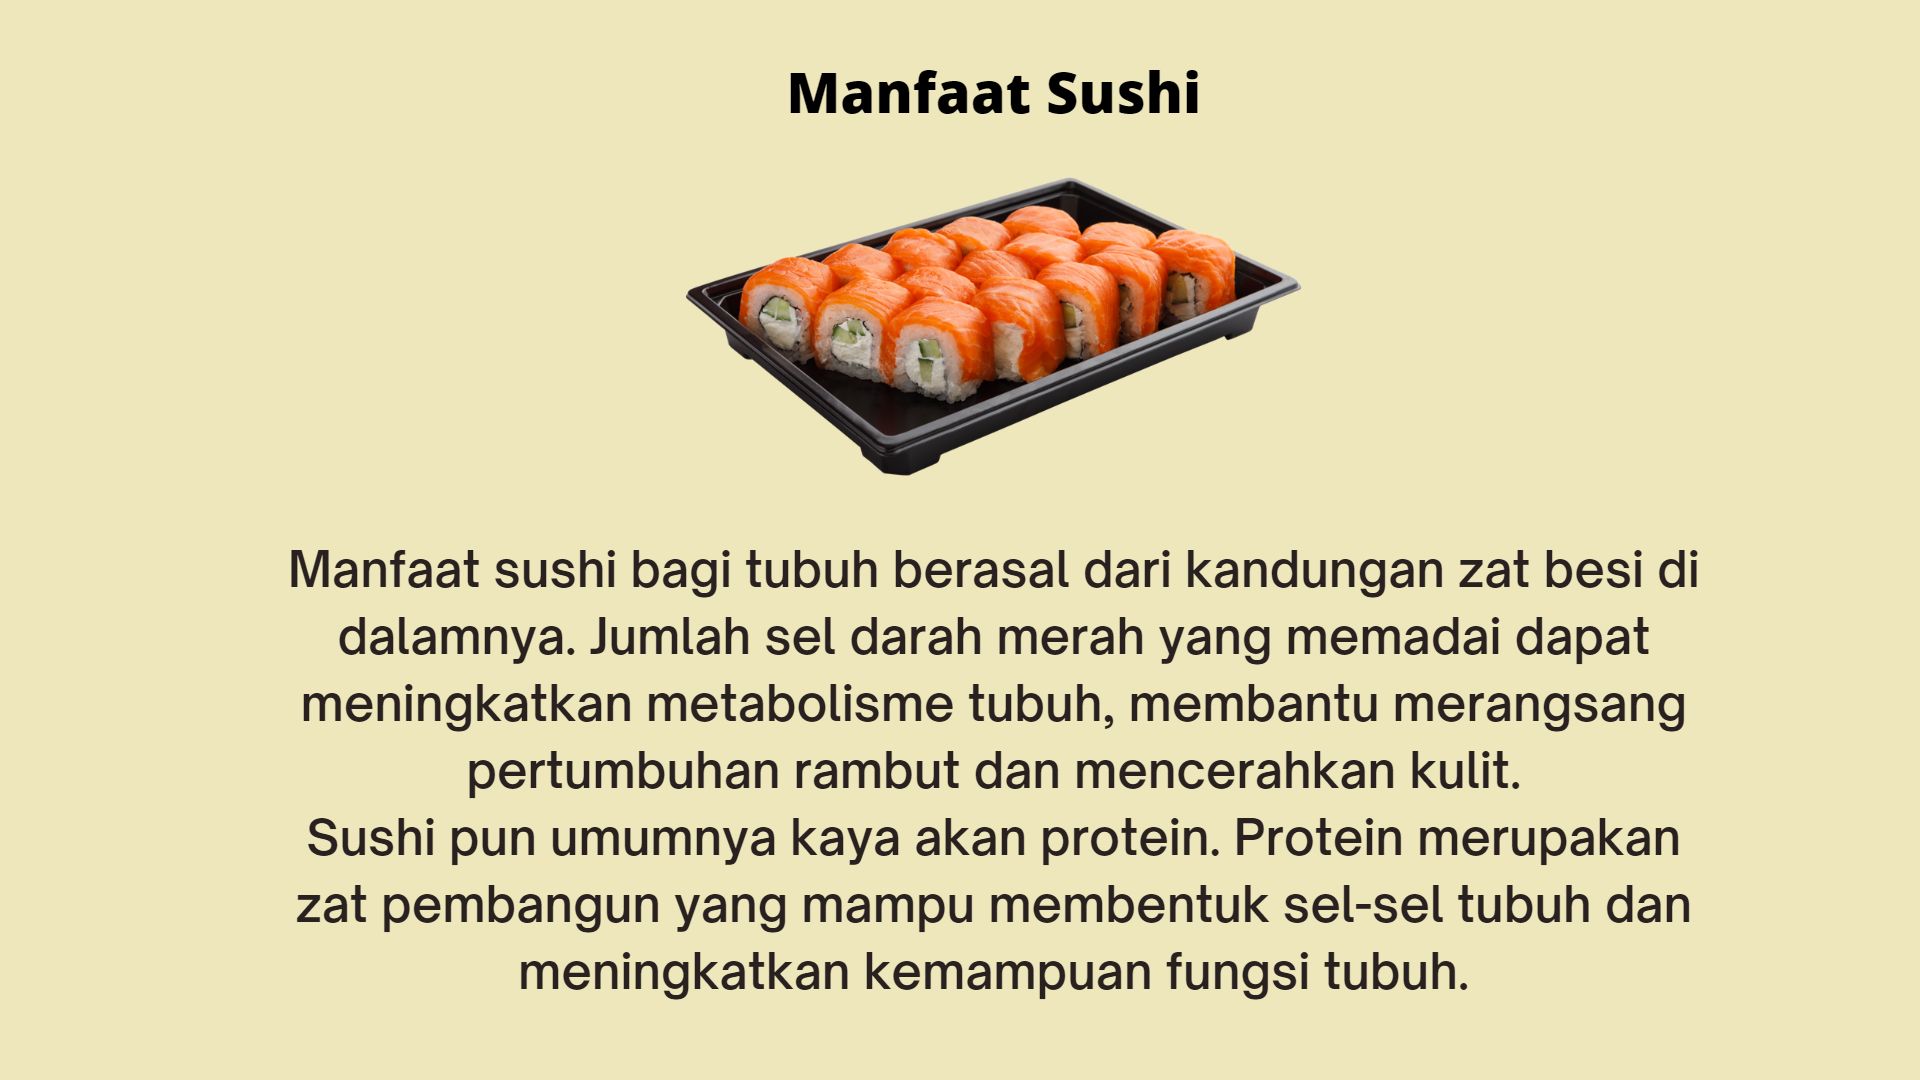 Manfaat Sushi
Manfaat sushi bagi tubuh berasal dari kandungan zat besi di
dalamnya. Jumlah sel darah merah yang memadai dapat
meningkatkan metabolisme tubuh, membantu merangsang
pertumbuhan rambut dan mencerahkan kulit.
Sushi pun umumnya kaya akan protein. Protein merupakan
zat pembangun yang mampu membentuk sel-sel tubuh dan
meningkatkan kemampuan fungsi tubuh.